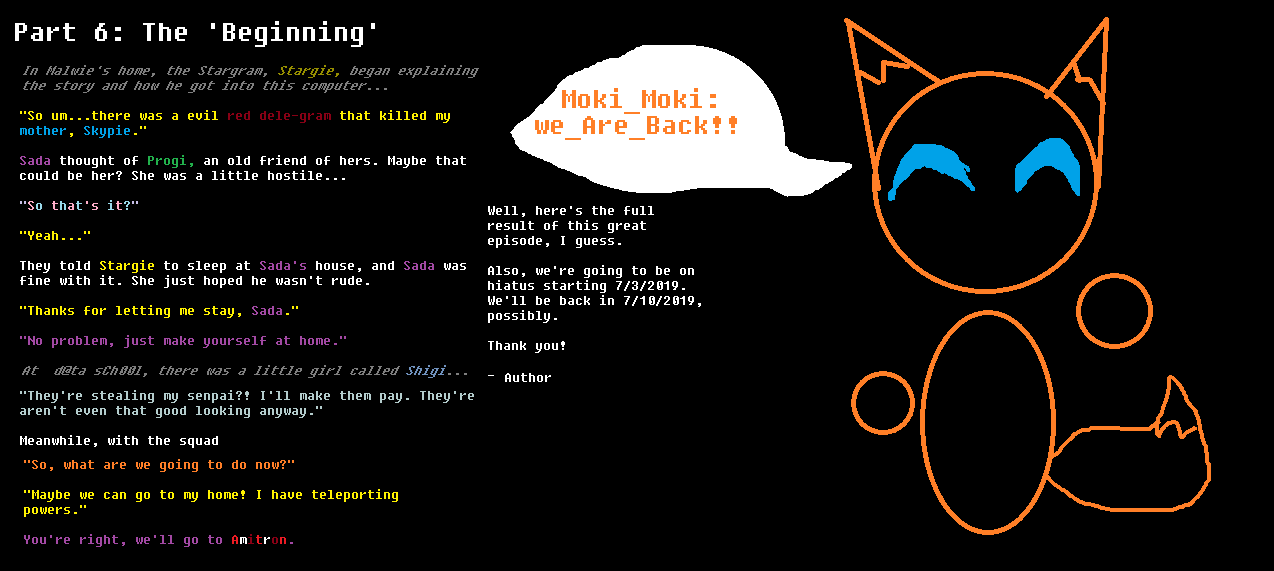 Part 6: The 'Beginning'
In Malwie's home, the Stargram, Stargie, began explaining
the story and how he got into this computer...
"So um...there was a evil red dele-gram that killed my
mother, Skypie."
Sada thought of Progi, an old friend of hers. Maybe that
could be her? She was a little hostile...
"So that's it?"
"Yeah..."
They told Stargie to sleep at Sada's house, and Sada was
fine with it. She just hoped he wasn't rude.
"Thanks for letting me stay, Sada."
"No problem, just make yourself at home."
At d@ta sCh00l, there was a little girl called Shigi...
"They're stealing my senpai?! I'll make them pay. They're
aren't even that good looking anyway."
Meanwhile, with the squad
"So, what are we going to do now?"
"Maybe we can go to my home! I have teleporting
powers."
You're right, we'll go to Amitron.
Moki_Moki:
we_Are_Back!!
Well, here's the full
result of this great
episode, I guess.
Also, we're going to be on
hiatus starting 7/3/2019.
We'll be back in 7/10/2019,
possibly.
Thank you!
- Author